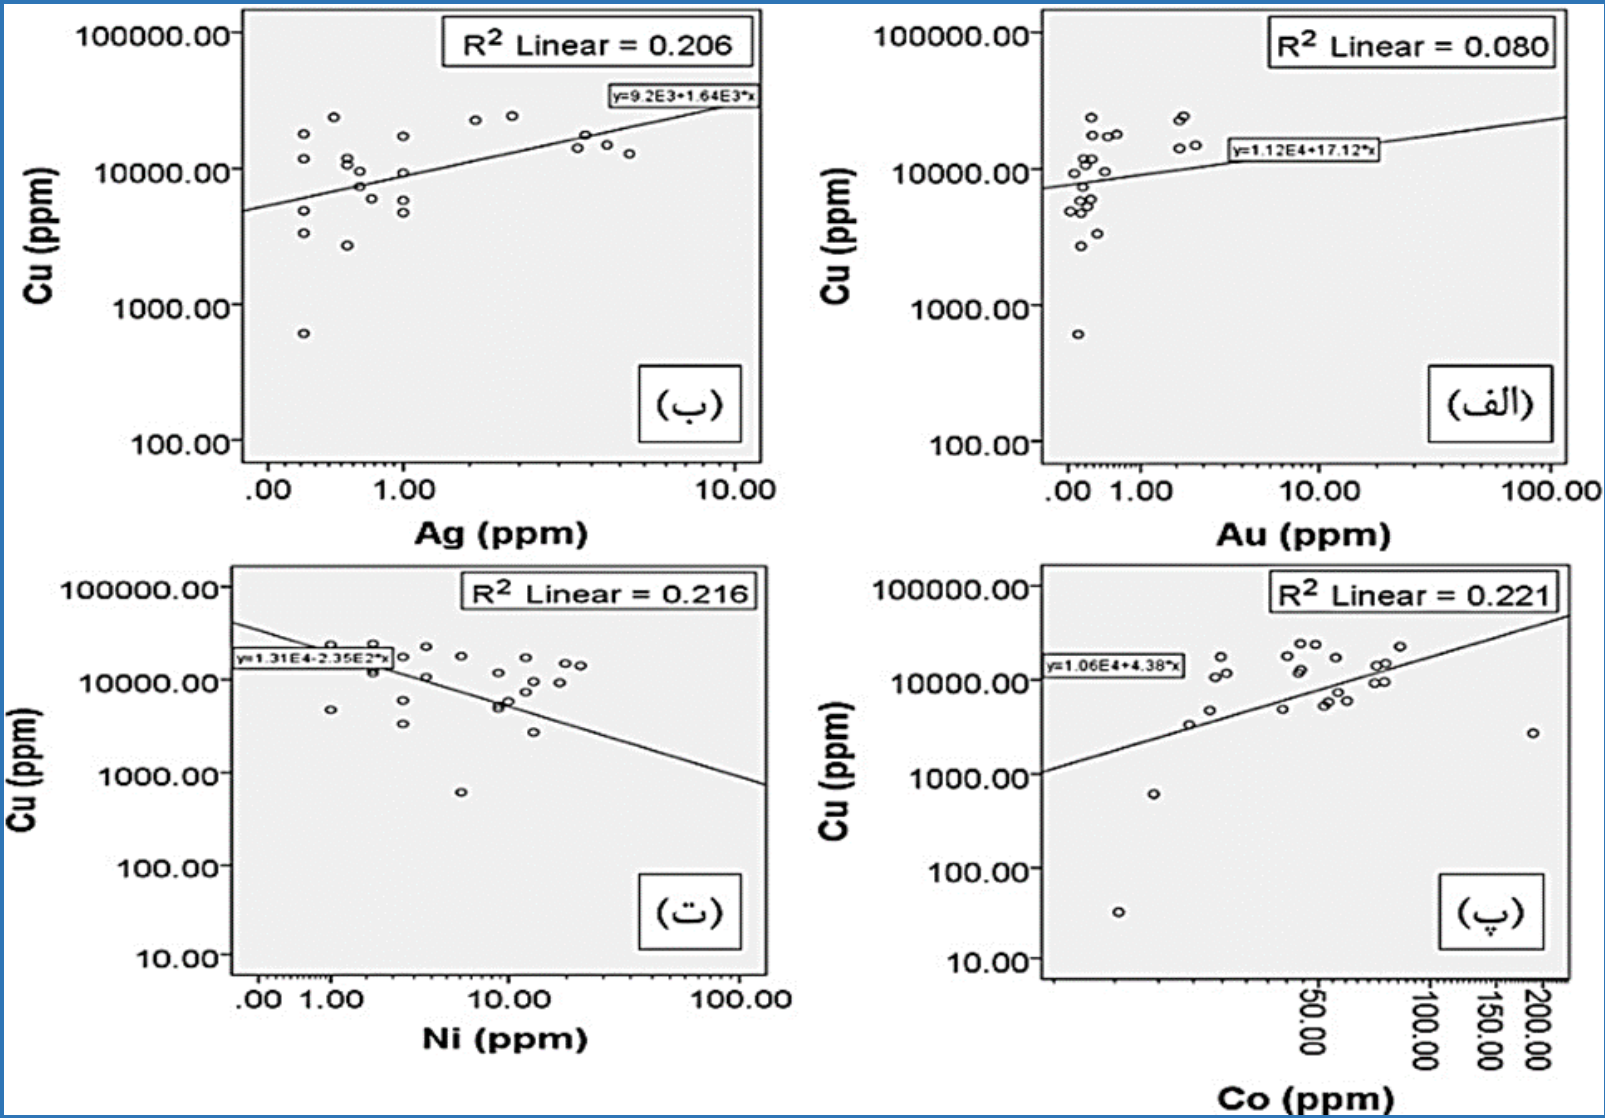 100000.00
10000.00
1000.00
100.00
Cu (ppm)
R² Linear = 0.206
y=9.2E3+1.64E3*x
(ب)
.00 1.00 10.00
Ag (ppm)
100000.00
10000.00
1000.00
100.00
Cu (ppm)
R² Linear = 0.080
y=1.12E4+17.12*x
(الف)
.00 1.00 10.00 100.00
Au (ppm)
100000.00
10000.00
1000.00
100.00
10.00
Cu (ppm)
R² Linear = 0.216
y=1.31E4-2.35E2*x
(ت)
.00 1.00 10.00 100.00
Ni (ppm)
100000.00
10000.00
1000.00
100.00
10.00
Cu (ppm)
R² Linear = 0.221
y=1.06E4+4.38*x
(پ)
50.00 100.00 150.00 200.00
Co (ppm)